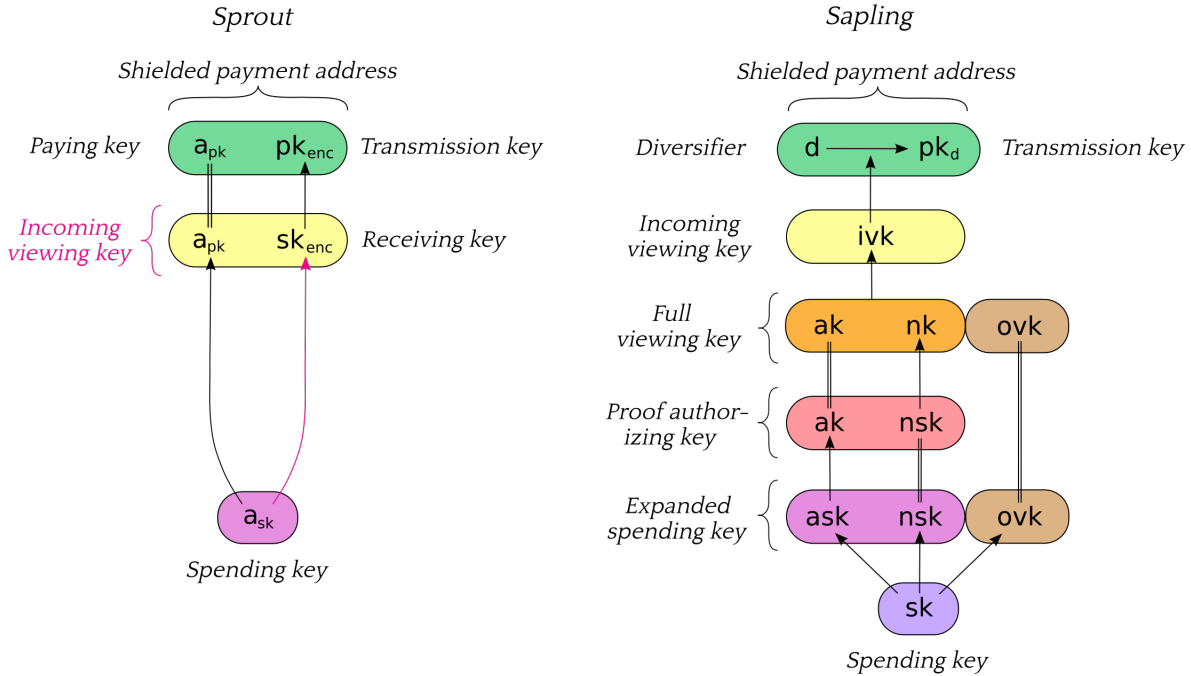 Sprout
Shielded payment address
Paying key
a_pk
pk_enc
Transmission key
Incoming
viewing key
a_pk
sk_enc
Receiving key
a_sk
Spending key
Sapling
Shielded payment address
Diversifier
d
pk_d
Transmission key
Incoming
viewing key
ivk
Full
viewing key
ak
nk
ovk
Proof author-
izing key
ak
nsk
Expanded
spending key
ask
nsk
ovk
sk
Spending key